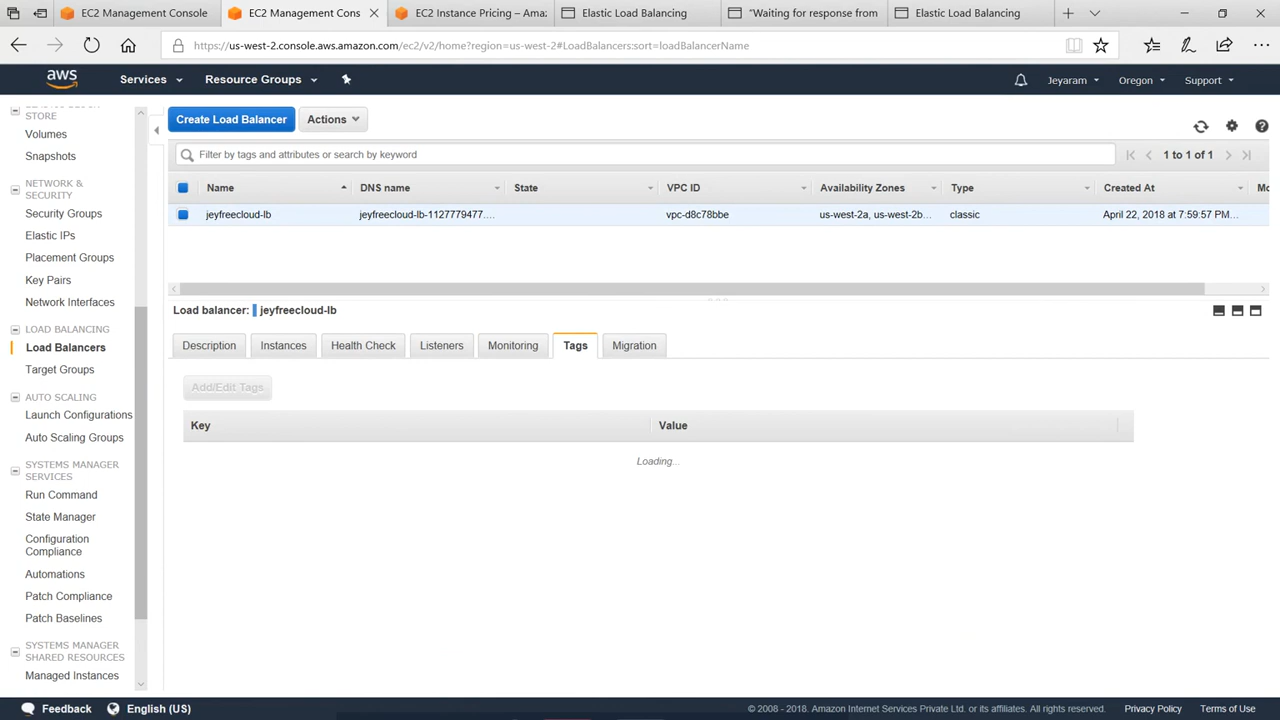 EC2 Management Console
EC2 Management Cons
EC2 Instance Pricing – Ama:
Elastic Load Balancing
"Waiting for response from
Elastic Load Balancing
https://us-west-2.console.aws.amazon.com/ec2/v2/home?region=us-west-2#LoadBalancers:sort=loadBalancerName
aws
Services
Resource Groups
Jeyaram
Oregon
Support
STORE
Volumes
Snapshots
NETWORK &
SECURITY
Security Groups
Elastic IPs
Placement Groups
Key Pairs
Network Interfaces
LOAD BALANCING
Load Balancers
Target Groups
AUTO SCALING
Launch Configurations
Auto Scaling Groups
SYSTEMS MANAGER
SERVICES
Run Command
State Manager
Configuration
Compliance
Automations
Patch Compliance
Patch Baselines
SYSTEMS MANAGER
SHARED RESOURCES
Managed Instances
Create Load Balancer
Actions
Filter by tags and attributes or search by keyword
1 to 1 of 1
Name
DNS name
State
VPC ID
Availability Zones
Type
Created At
Mo
jeyfreecloud-lb
jeyfreecloud-lb-1127779477....
vpc-d8c78bbe
us-west-2a, us-west-2b...
classic
April 22, 2018 at 7:59:57 PM...
Load balancer: jeyfreecloud-lb
Description
Instances
Health Check
Listeners
Monitoring
Tags
Migration
Add/Edit Tags
Key
Value
Loading...
Feedback
English (US)
© 2008 - 2018. Amazon Internet Services Private Ltd. or its affiliates. All rights reserved.
Privacy Policy
Terms of Use